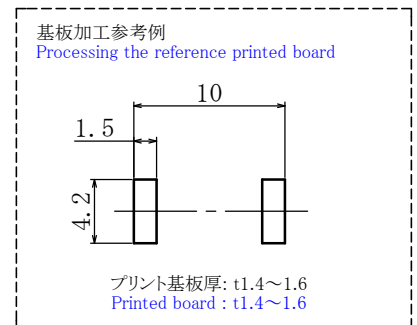 基板加工参考例
Processing the reference printed board
10
1.5
4.2
プリント基板厚: t1.4～1.6
Printed board : t1.4～1.6